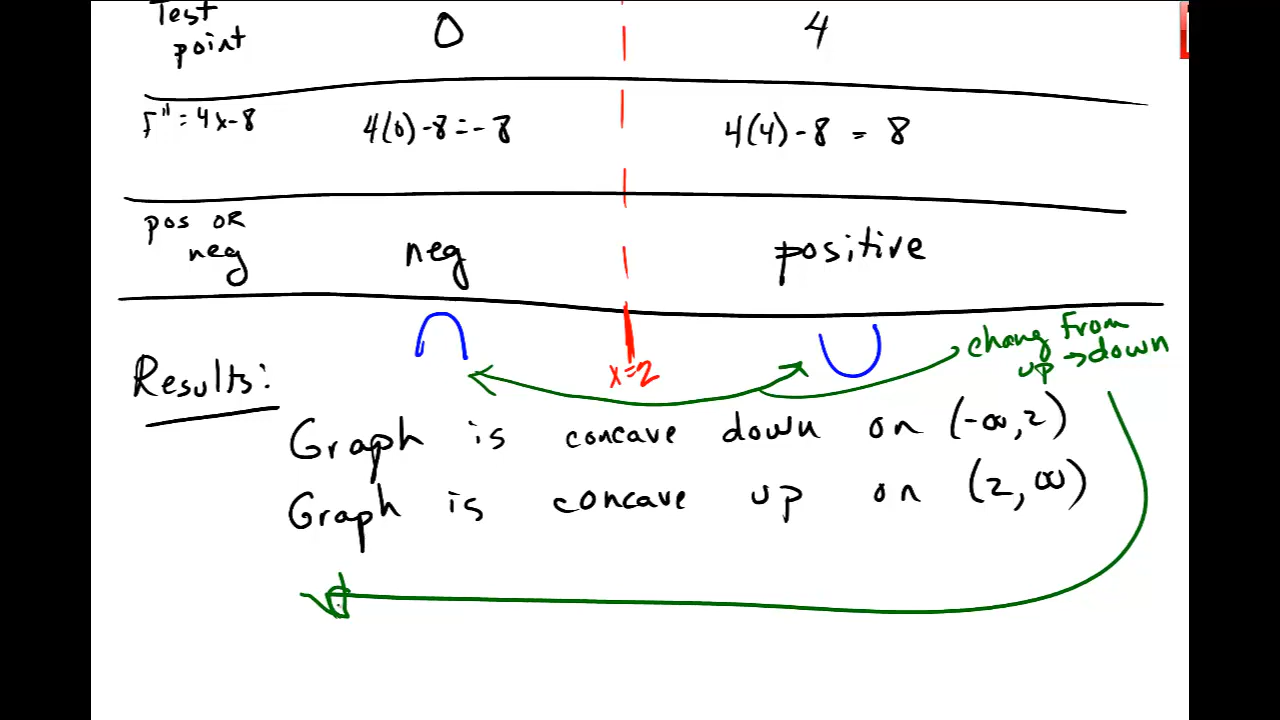 Test
point
0
4
f" = 4x-8
4(0)-8=-8
4(4)-8 = 8
pos OR
neg
neg
positive
Results:
x=2
chang From
up → down
Graph is concave down on (-∞,2)
Graph is concave up on (2,∞)